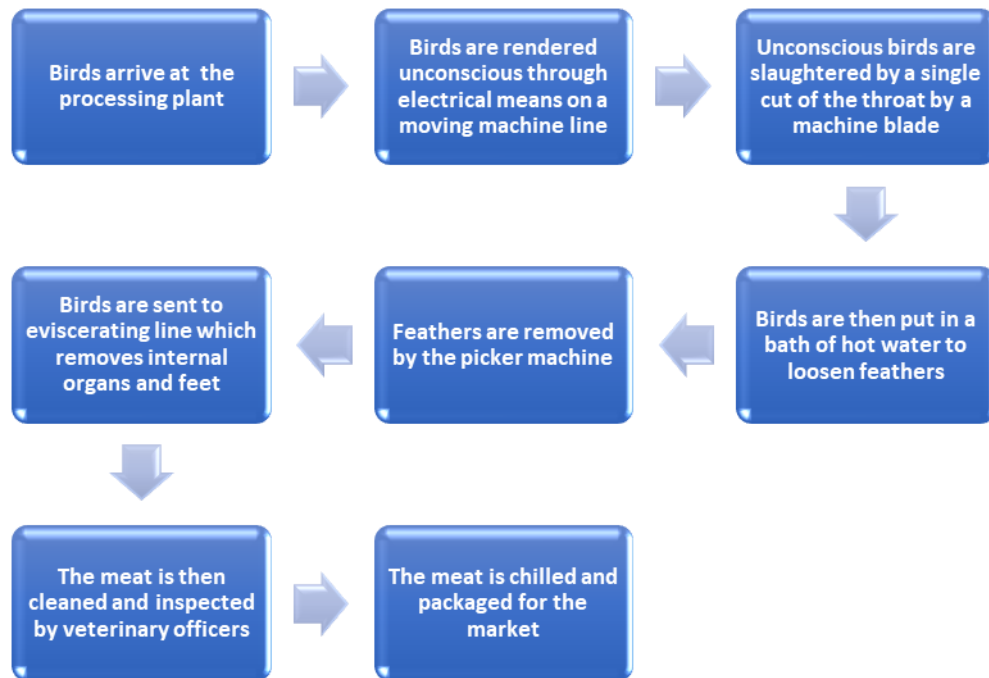 Birds arrive at the
processing plant
Birds are rendered
unconscious through
electrical means on a
moving machine line
Unconscious birds are
slaughtered by a single
cut of the throat by a
machine blade
Birds are then put in a
bath of hot water to
loosen feathers
Feathers are removed
by the picker machine
Birds are sent to
eviscerating line which
removes internal
organs and feet
The meat is then
cleaned and inspected
by veterinary officers
The meat is chilled and
packaged for the
market